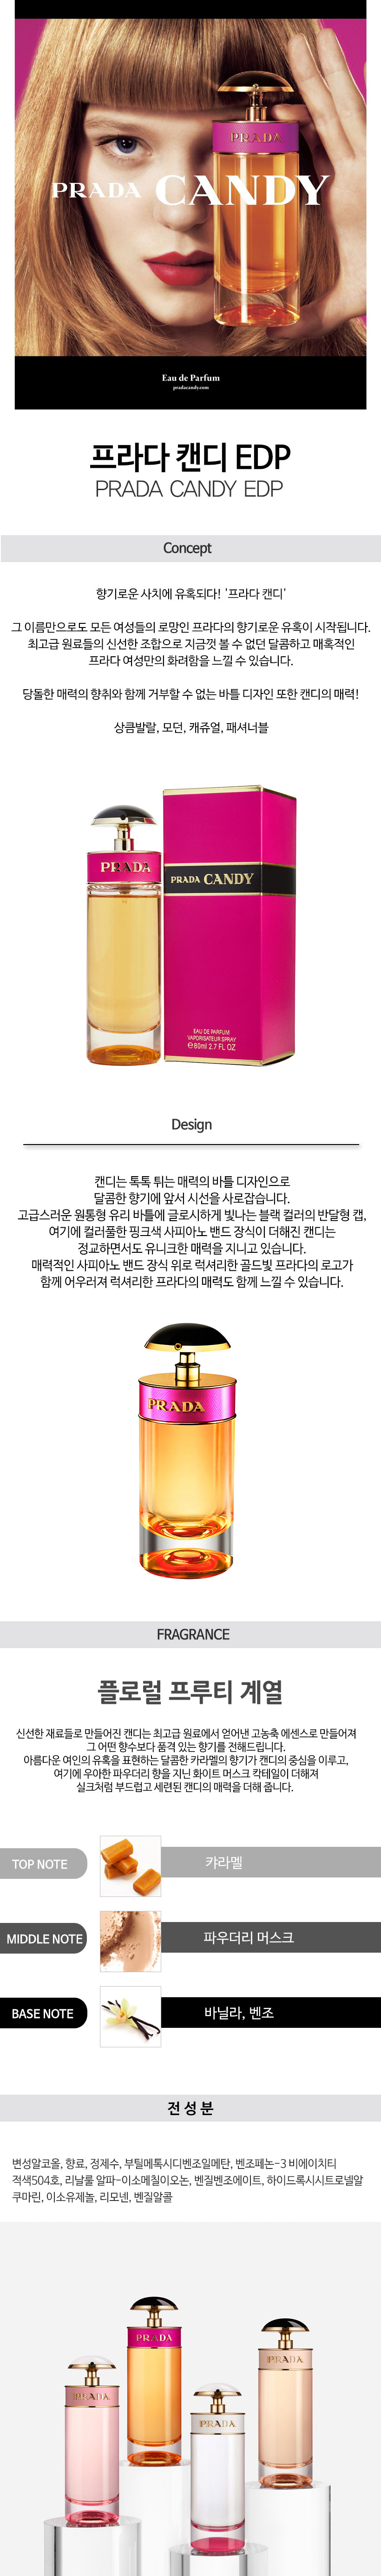 PRADA
PRADA CANDY
Eau de Parfum
pradacandy.com
프라다 캔디 EDP
PRADA CANDY EDP
Concept
향기로운 사치에 유혹되다! '프라다 캔디'
그 이름만으로도 모든 여성들의 로망인 프라다의 향기로운 유혹이 시작됩니다.
최고급 원료들의 신선한 조합으로 지금껏 볼 수 없던 달콤하고 매혹적인
프라다 여성만의 화려함을 느낄 수 있습니다.
당돌한 매력의 향취와 함께 거부할 수 없는 바틀 디자인 또한 캔디의 매력!
상큼발랄, 모던, 캐쥬얼, 패셔너블
PRADA
PRADA CANDY
EAU DE PARFUM
VAPORISATEUR SPRAY
℮80ml 2.7 FL OZ
Design
캔디는 톡톡 튀는 매력의 바틀 디자인으로
달콤한 향기에 앞서 시선을 사로잡습니다.
고급스러운 원통형 유리 바틀에 글로시하게 빛나는 블랙 컬러의 반달형 캡,
여기에 컬러풀한 핑크색 사피아노 밴드 장식이 더해진 캔디는
정교하면서도 유니크한 매력을 지니고 있습니다.
매력적인 사피아노 밴드 장식 위로 럭셔리한 골드빛 프라다의 로고가
함께 어우러져 럭셔리한 프라다의 매력도 함께 느낄 수 있습니다.
PRADA
FRAGRANCE
플로럴 프루티 계열
신선한 재료들로 만들어진 캔디는 최고급 원료에서 얻어낸 고농축 에센스로 만들어져
그 어떤 향수보다 품격 있는 향기를 전해드립니다.
아름다운 여인의 유혹을 표현하는 달콤한 카라멜의 향기가 캔디의 중심을 이루고,
여기에 우아한 파우더리 향을 지닌 화이트 머스크 칵테일이 더해져
실크처럼 부드럽고 세련된 캔디의 매력을 더해 줍니다.
TOP NOTE 카라멜
MIDDLE NOTE 파우더리 머스크
BASE NOTE 바닐라, 벤조
전 성 분
변성알코올, 향료, 정제수, 부틸메톡시디벤조일메탄, 벤조페논-3 비에이치티
적색504호, 리날룰 알파-이소메칠이오논, 벤질벤조에이트, 하이드록시시트로넬알
쿠마린, 이소유제놀, 리모넨, 벤질알콜
PRADA
PRADA
PRADA
PRADA